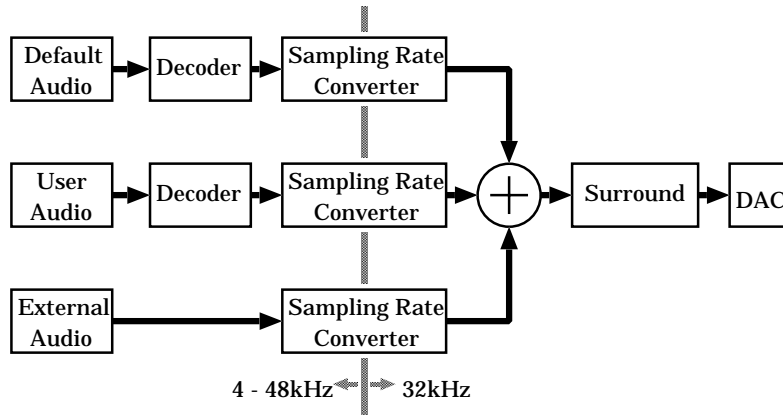 Default
Audio
Decoder
Sampling Rate
Converter
User
Audio
Decoder
Sampling Rate
Converter
Surround
DAC
External
Audio
Sampling Rate
Converter
4 - 48kHz
32kHz